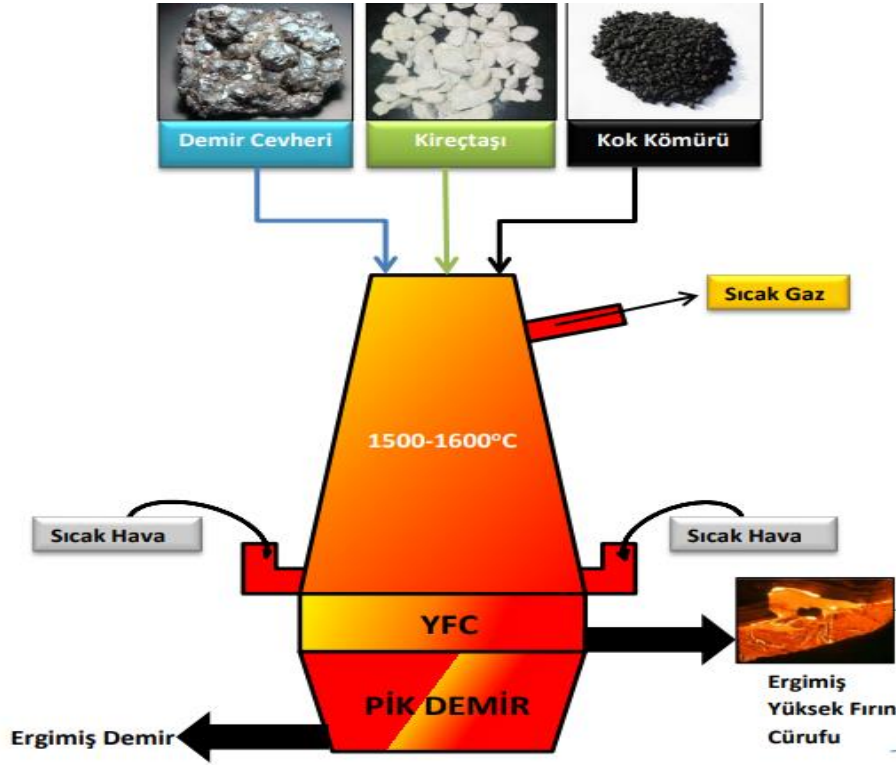 Demir Cevheri
Kireçtaşı
Kok Kömürü
Sıcak Gaz
1500-1600ºC
Sıcak Hava
Sıcak Hava
YFC
PİK DEMİR
Ergimiş
Yüksek Fırın
Cürufu
Ergimiş Demir